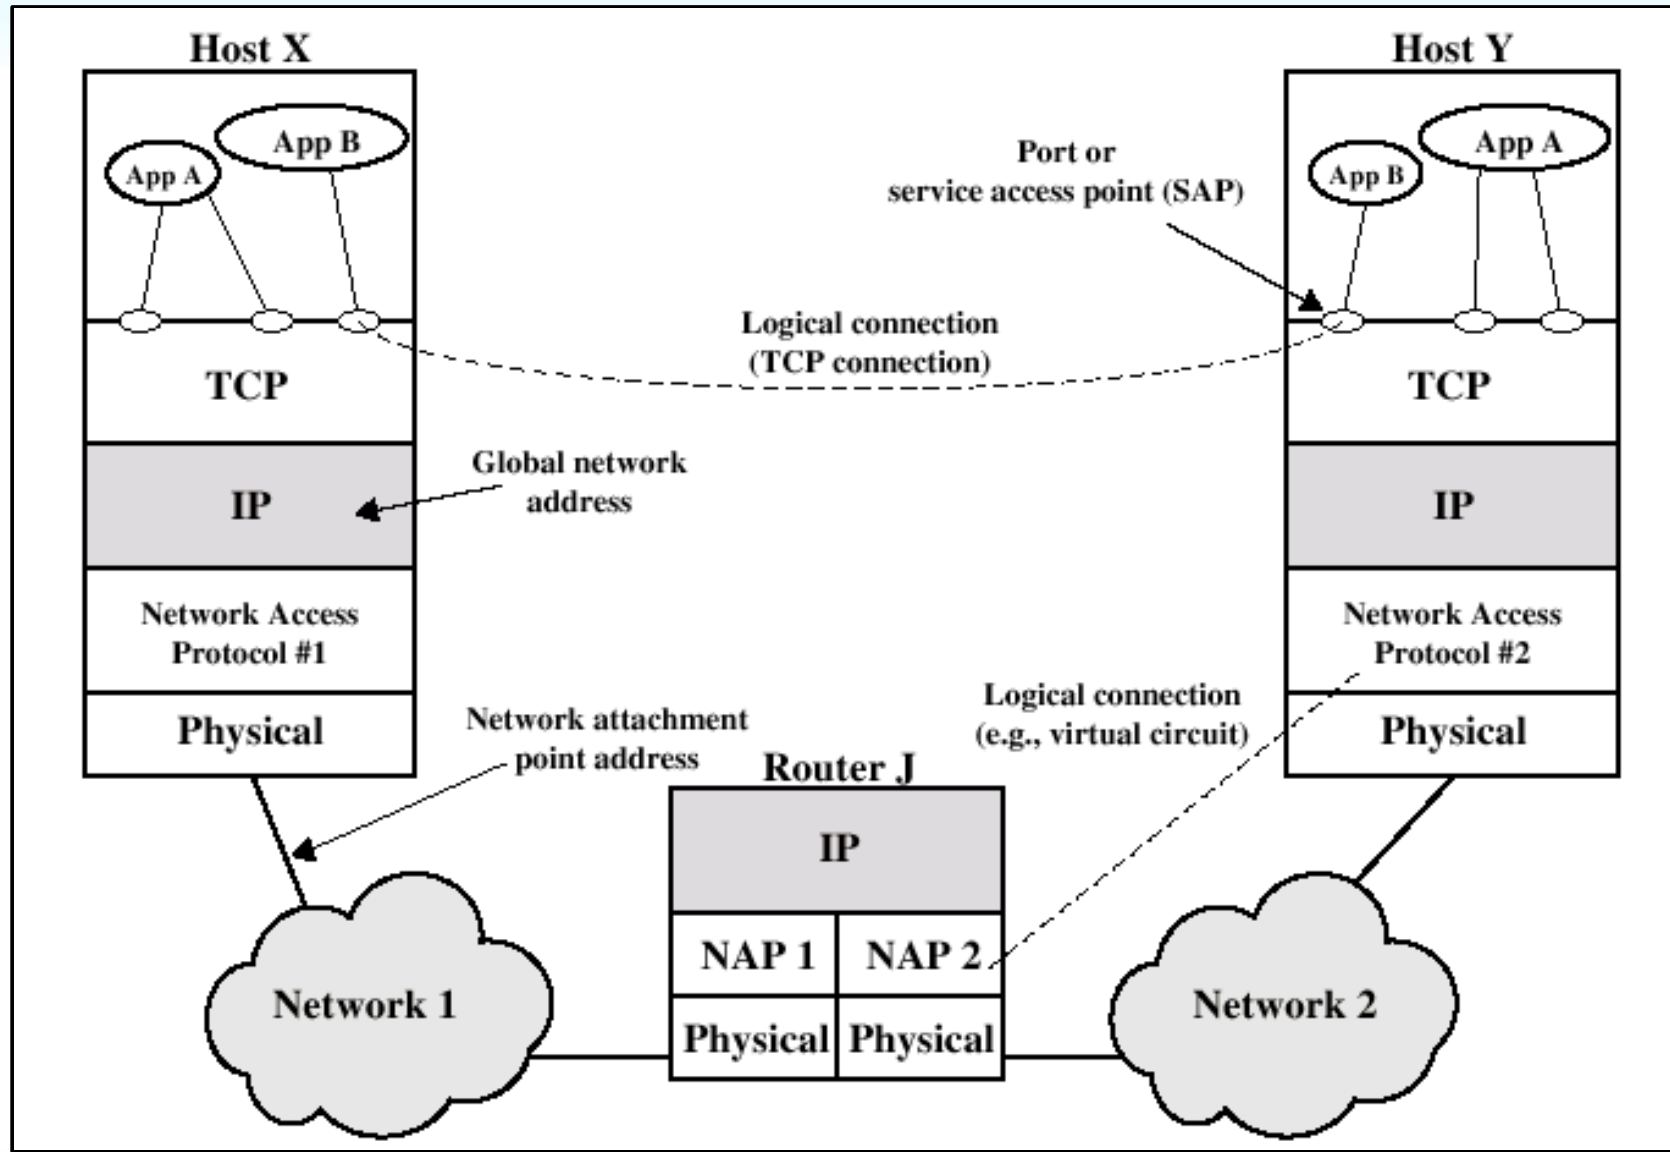 Host X
Host Y
App B
App A
App A
App B
Port or
service access point (SAP)
Logical connection
(TCP connection)
TCP
TCP
Global network
address
IP
IP
Network Access
Protocol #1
Network Access
Protocol #2
Logical connection
(e.g., virtual circuit)
Network attachment
point address
Physical
Physical
Router J
IP
NAP 1
NAP 2
Network 1
Network 2
Physical
Physical